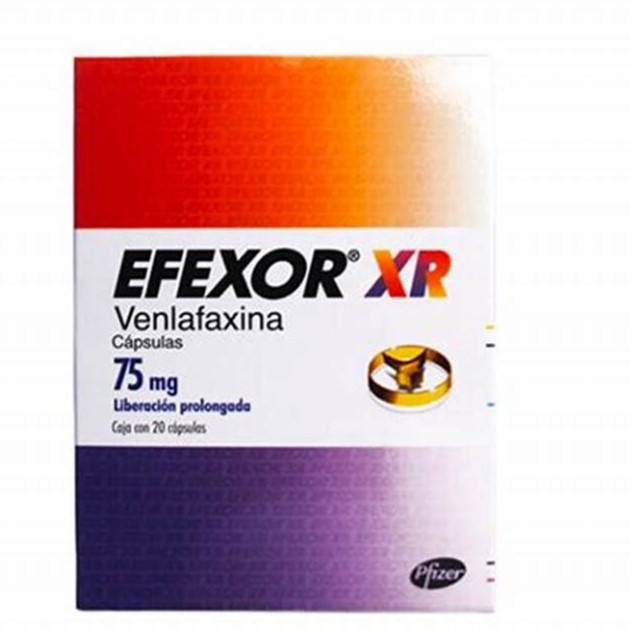 EFEXOR® XR
Venlafaxina
Cápsulas
75 mg
Liberación prolongada
Caja con 20 cápsulas
Pfizer